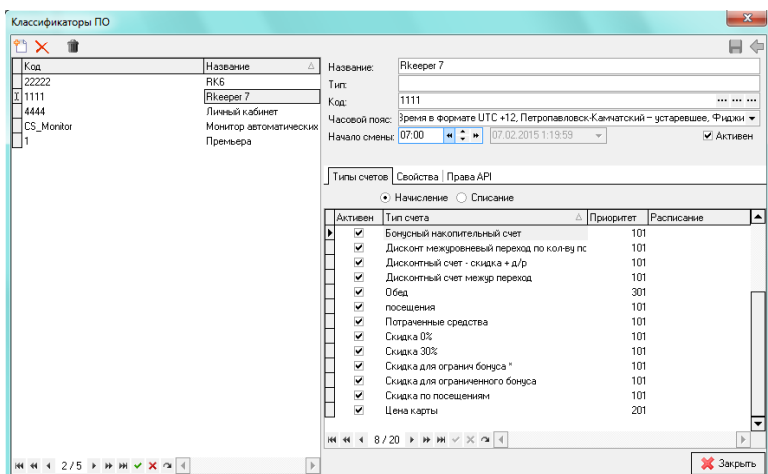 Классификаторы ПО
Код Название
22222 RK6
1111 Rkeeper 7
4444 Личный кабинет
CS_Monitor Монитор автоматических
1 Премьера
2 / 5
Название: Rkeeper 7
Тип:
Код: 1111
Часовой пояс: Время в формате UTC +12, Петропавловск-Камчатский – устаревшее, Фиджи
Начало смены: 07:00 07.02.2015 1:19:59 Активен
Типы счетов Свойства Права API
Начисление Списание
Активен Тип счета Приоритет Расписание
Бонусный накопительный счет 101
Дисконт межуровневый переход по кол-ву пс 101
Дисконтный счет - скидка + д/р 101
Дисконтный счет межур переход 101
Обед 301
посещения 101
Потраченные средства 101
Скидка 0% 101
Скидка 30% 101
Скидка для огранич бонуса * 101
Скидка для ограниченного бонуса 101
Скидка по посещениям 101
Цена карты 201
8 / 20
Закрыть